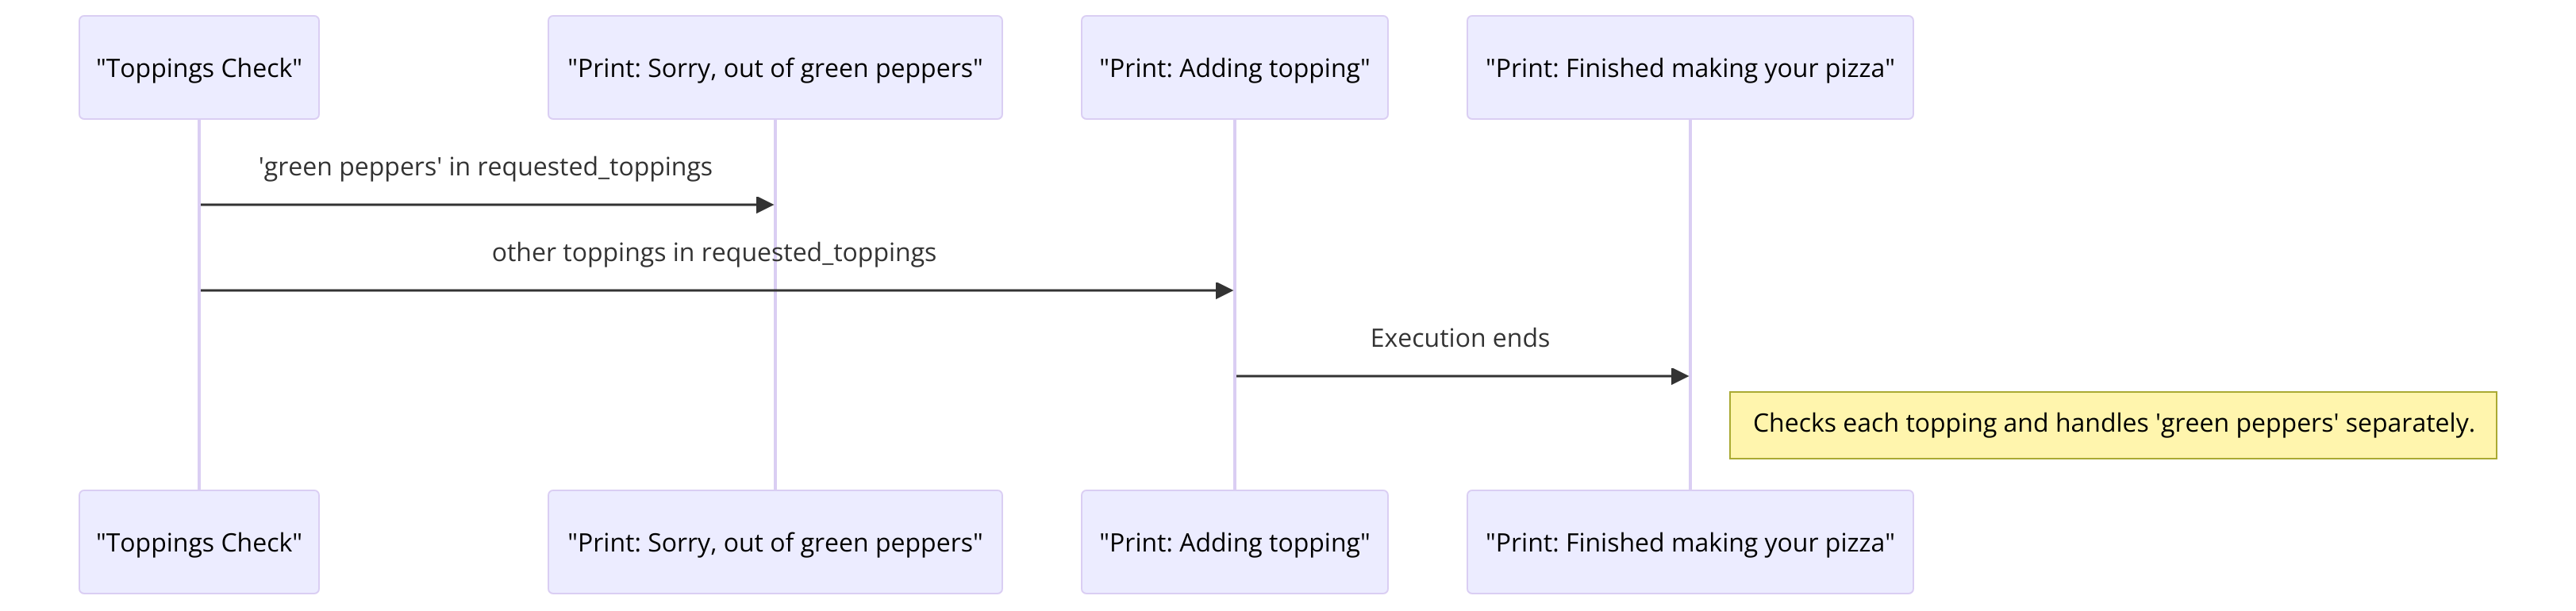 "Toppings Check"
"Print: Sorry, out of green peppers"
"Print: Adding topping"
"Print: Finished making your pizza"
'green peppers' in requested_toppings
other toppings in requested_toppings
Execution ends
Checks each topping and handles 'green peppers' separately.
"Toppings Check"
"Print: Sorry, out of green peppers"
"Print: Adding topping"
"Print: Finished making your pizza"